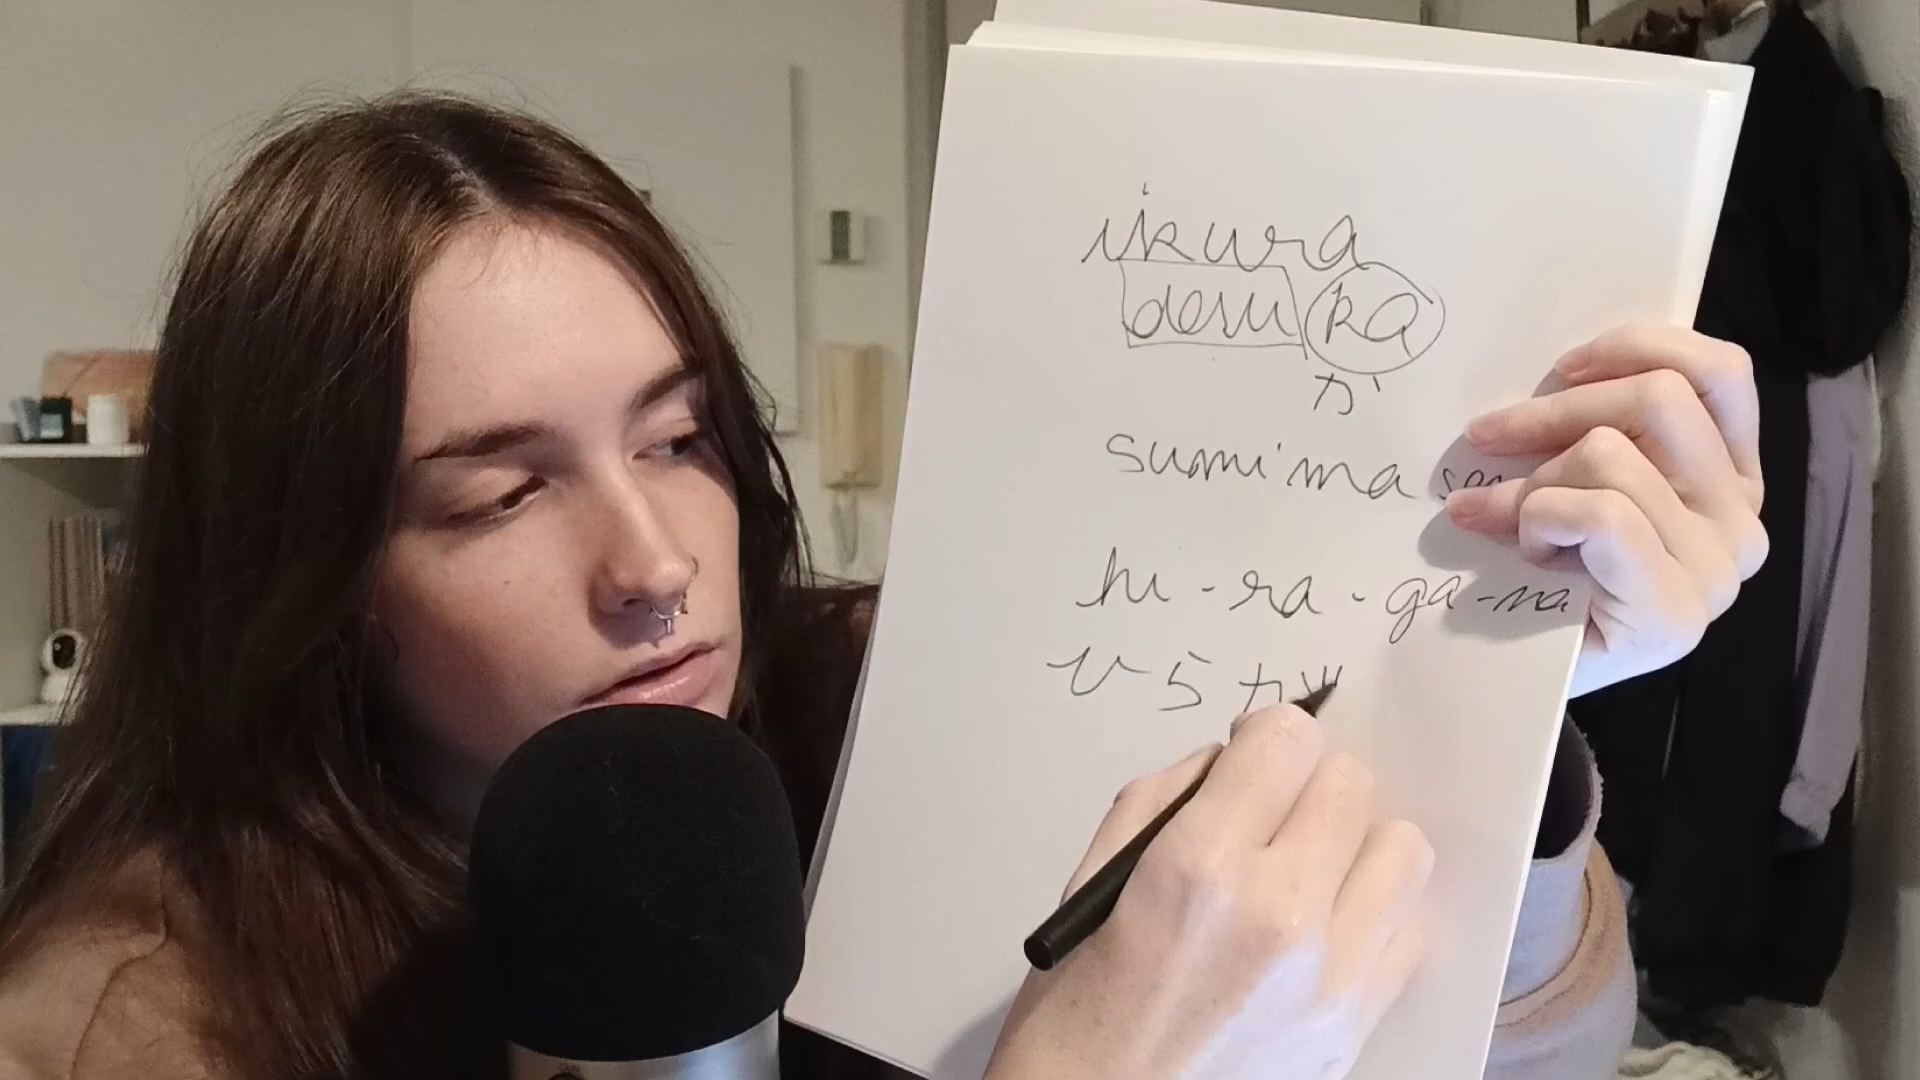 ikura
desu ka
か
sumimasen
hi-ra-ga-na
ひらが